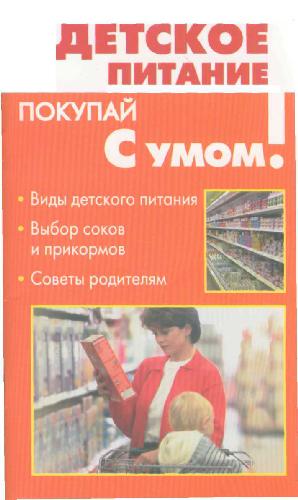 ДЕТСКОЕ
ПИТАНИЕ
ПОКУПАЙ
С УМОМ!
• Виды детского питания
• Выбор соков
и прикормов
• Советы родителям